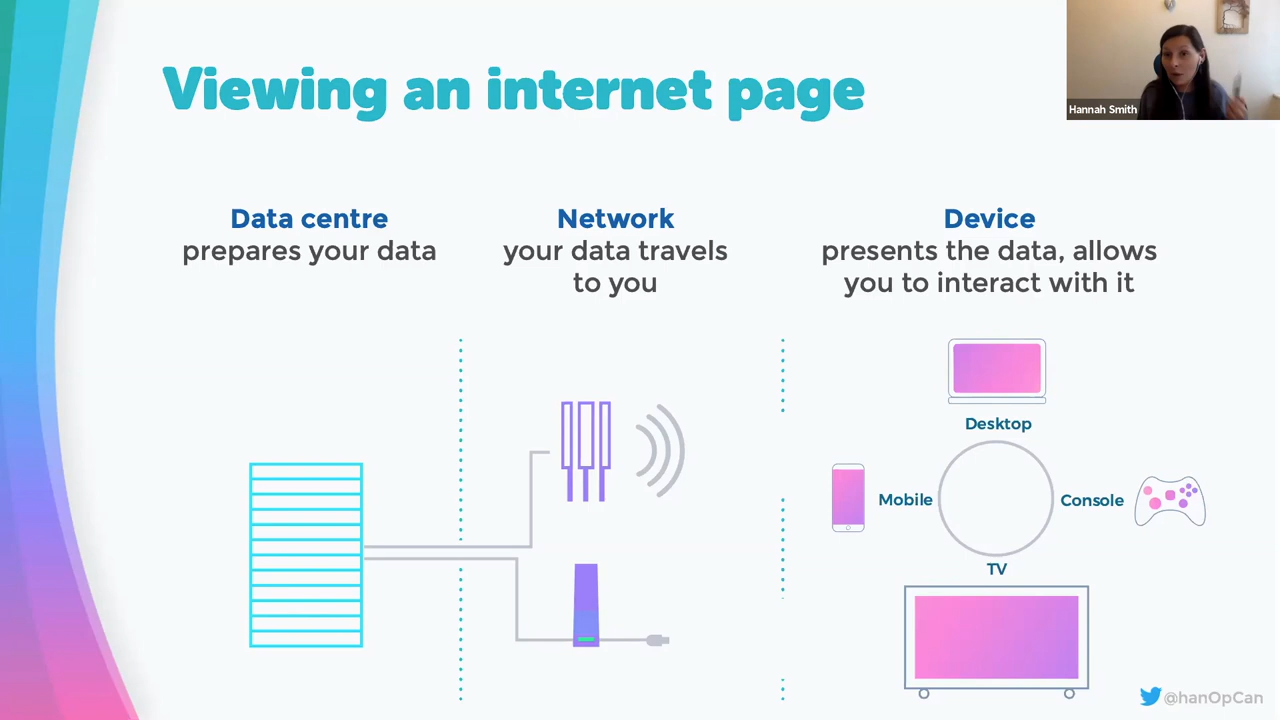 Viewing an internet page
Hannah Smith
Data centre
prepares your data
Network
your data travels
to you
Device
presents the data, allows
you to interact with it
Desktop
Mobile
Console
TV
@hanOpCan